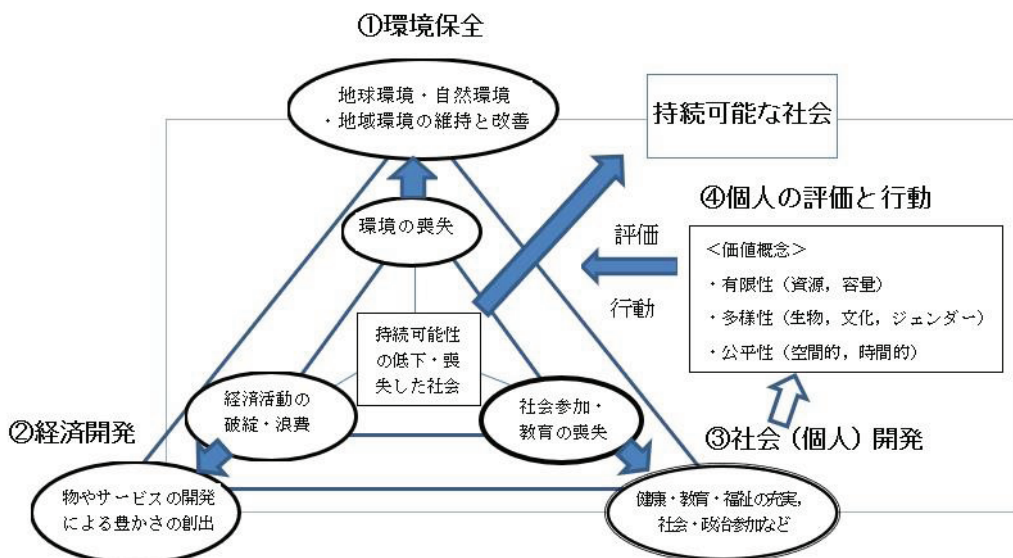 ①環境保全
地球環境・自然環境
・地域環境の維持と改善
持続可能な社会
④個人の評価と行動
環境の喪失
評価
行動
＜価値概念＞
・有限性（資源，容量）
・多様性（生物，文化，ジェンダー）
・公平性（空間的，時間的）
持続可能性
の低下・喪
失した社会
経済活動の
破綻・浪費
社会参加・
教育の喪失
②経済開発
③社会（個人）開発
物やサービスの開発
による豊かさの創出
健康・教育・福祉の充実，
社会・政治参加など